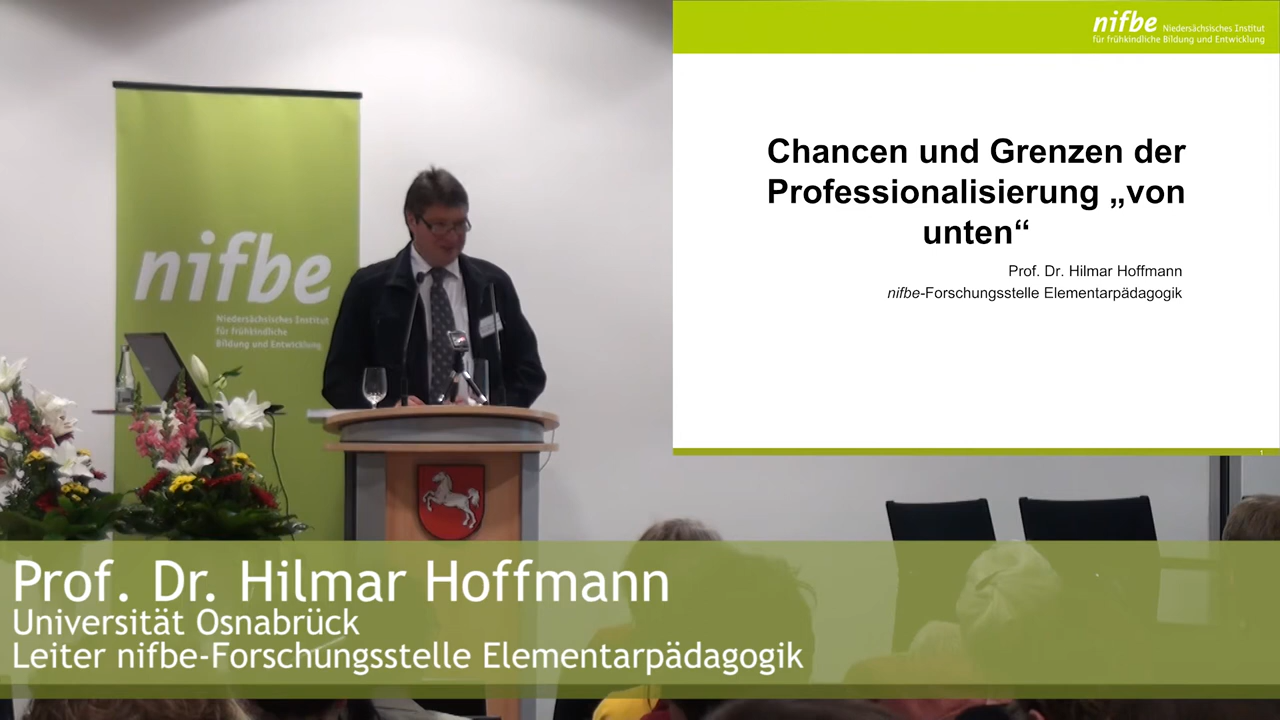 nifbe
Niedersächsisches Institut
für frühkindliche
Bildung und Entwicklung
nifbe Niedersächsisches Institut
für frühkindliche Bildung und Entwicklung
Chancen und Grenzen der
Professionalisierung „von
unten“
Prof. Dr. Hilmar Hoffmann
nifbe-Forschungsstelle Elementarpädagogik
1
Prof. Dr. Hilmar Hoffmann
Universität Osnabrück
Leiter nifbe-Forschungsstelle Elementarpädagogik